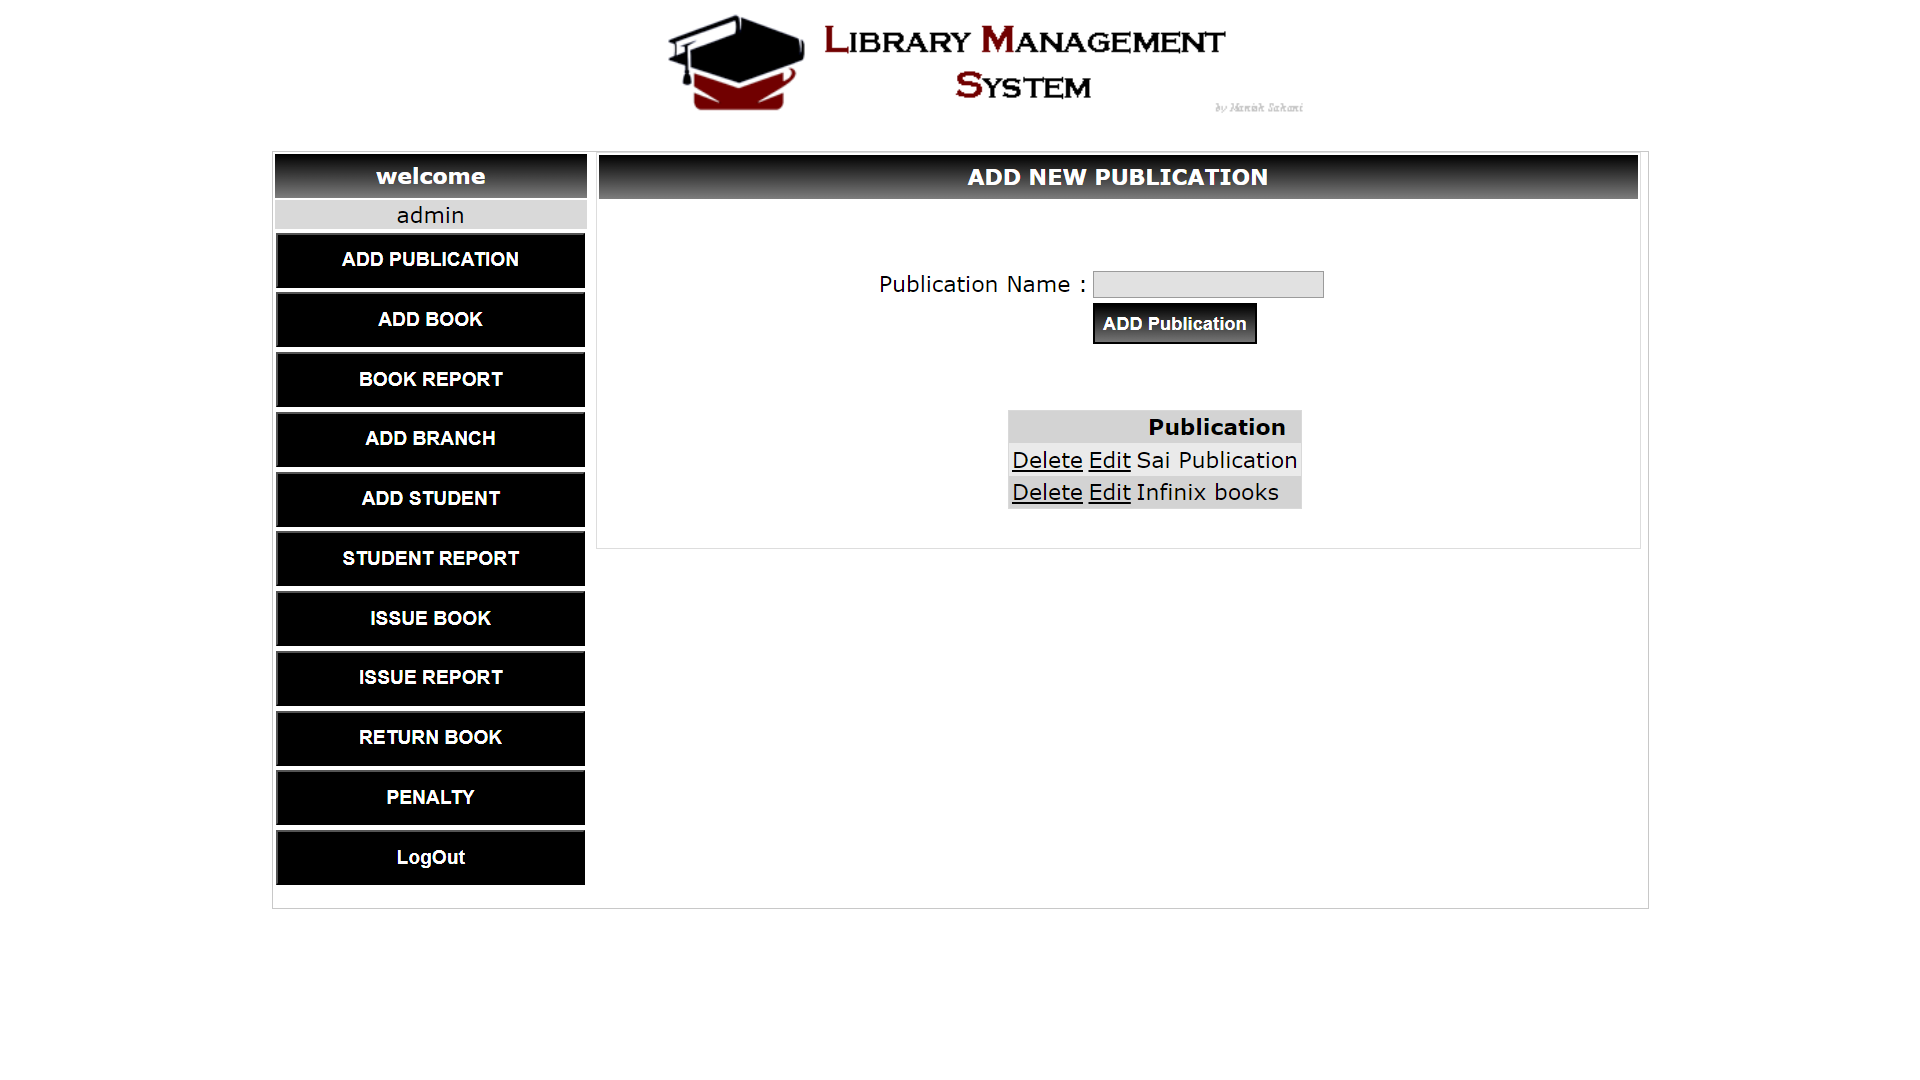 LIBRARY MANAGEMENT
SYSTEM
by Manish Sahani
welcome
admin
ADD PUBLICATION
ADD BOOK
BOOK REPORT
ADD BRANCH
ADD STUDENT
STUDENT REPORT
ISSUE BOOK
ISSUE REPORT
RETURN BOOK
PENALTY
LogOut
ADD NEW PUBLICATION
Publication Name :
ADD Publication
Publication
Delete Edit Sai Publication
Delete Edit Infinix books